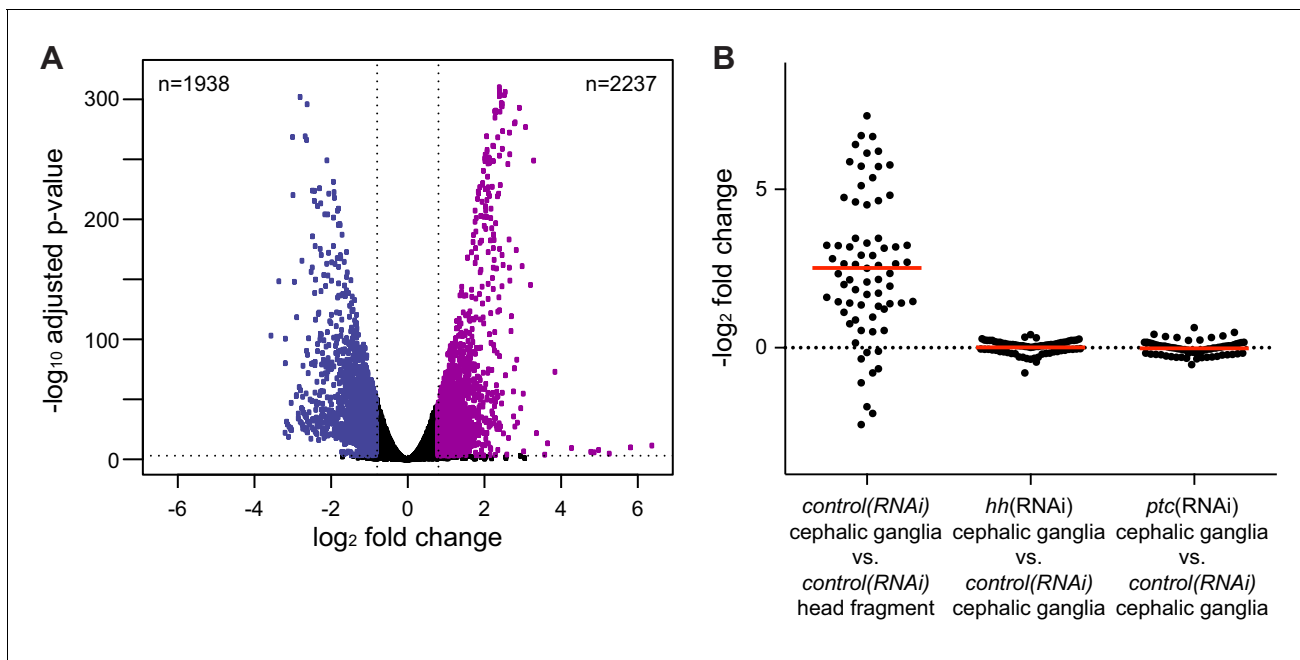 A
n=1938
n=2237
300
200
100
0
-log10 adjusted p-value
-6
-4
-2
0
2
4
6
log2 fold change
B
5
0
-log2 fold change
control(RNAi)
cephalic ganglia
vs.
control(RNAi)
head fragment
hh(RNAi)
cephalic ganglia
vs.
control(RNAi)
cephalic ganglia
ptc(RNAi)
cephalic ganglia
vs.
control(RNAi)
cephalic ganglia